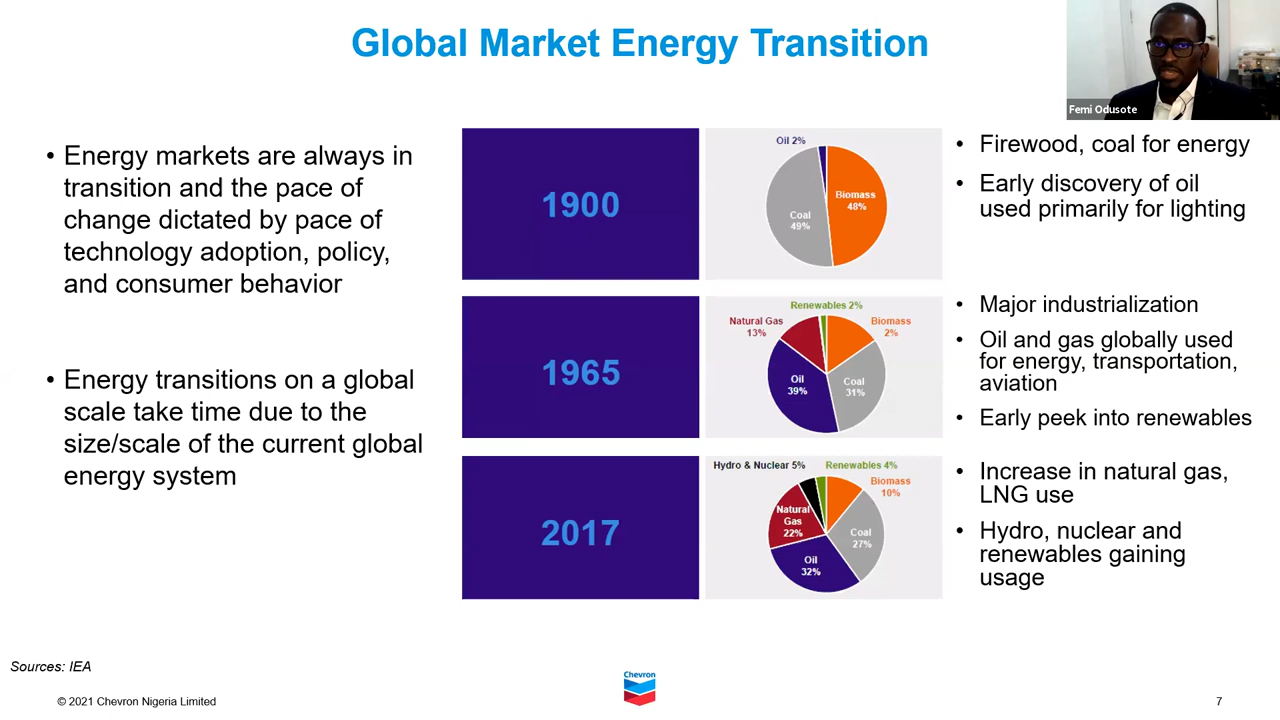 Global Market Energy Transition
Femi Odusote
• Energy markets are always in
transition and the pace of
change dictated by pace of
technology adoption, policy,
and consumer behavior
• Energy transitions on a global
scale take time due to the
size/scale of the current global
energy system
1900
Oil 2%
Biomass
48%
Coal
49%
• Firewood, coal for energy
• Early discovery of oil
used primarily for lighting
1965
Renewables 2%
Natural Gas
13%
Biomass
2%
Oil
39%
Coal
31%
• Major industrialization
• Oil and gas globally used
for energy, transportation,
aviation
• Early peek into renewables
2017
Hydro & Nuclear 5%
Renewables 4%
Biomass
10%
Natural
Gas
22%
Coal
27%
Oil
32%
• Increase in natural gas,
LNG use
• Hydro, nuclear and
renewables gaining
usage
Sources: IEA
© 2021 Chevron Nigeria Limited
Chevron
7